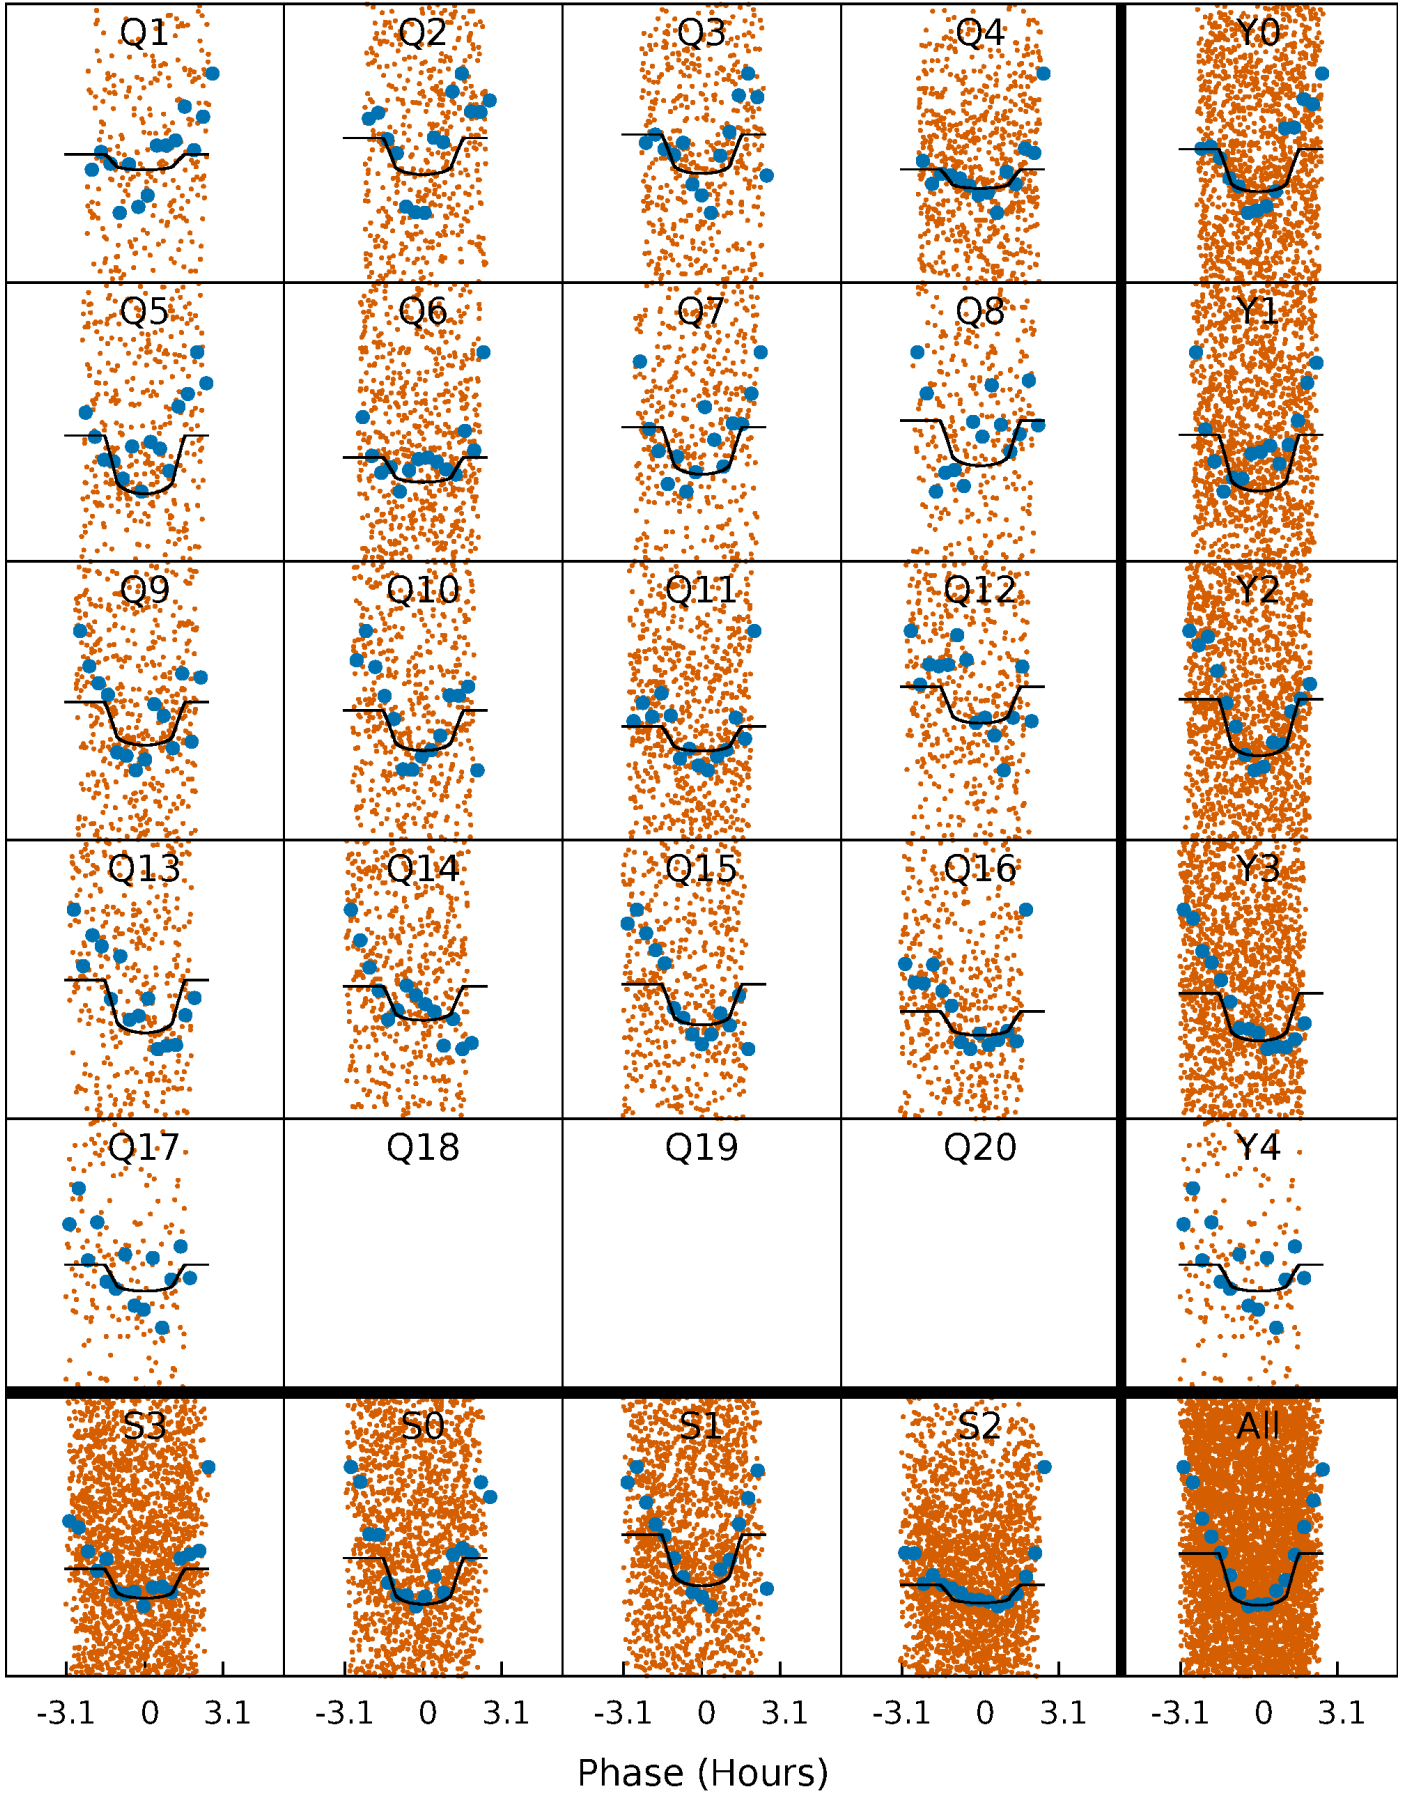 Q1 Q2 Q3 Q4 Y0
Q5 Q6 Q7 Q8 Y1
Q9 Q10 Q11 Q12 Y2
Q13 Q14 Q15 Q16 Y3
Q17 Q18 Q19 Q20 Y4
S3 S0 S1 S2 All
-3.1 0 3.1 -3.1 0 3.1 -3.1 0 3.1 -3.1 0 3.1 -3.1 0 3.1
Phase (Hours)